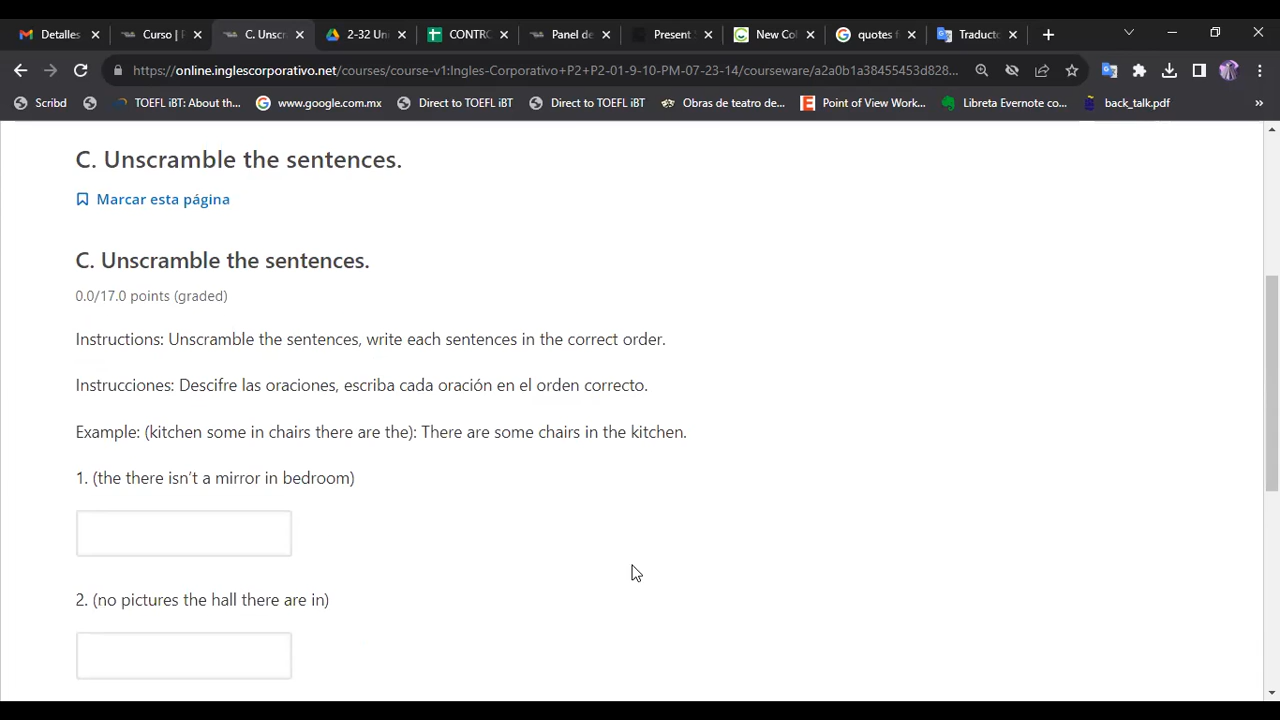 Detalles
Curso | P
C. Unscr
2-32 Un
CONTR
Panel de
Present
New Col
quotes f
Traducto
https://online.inglescorporativo.net/courses/course-v1:Ingles-Corporativo+P2+P2-01-9-10-PM-07-23-14/courseware/a2a0b1a38455453d828...
Scribd
TOEFL iBT: About th...
www.google.com.mx
Direct to TOEFL iBT
Direct to TOEFL iBT
Obras de teatro de...
Point of View Work...
Libreta Evernote co...
back_talk.pdf
»
C. Unscramble the sentences.
Marcar esta página
C. Unscramble the sentences.
0.0/17.0 points (graded)
Instructions: Unscramble the sentences, write each sentences in the correct order.
Instrucciones: Descifre las oraciones, escriba cada oración en el orden correcto.
Example: (kitchen some in chairs there are the): There are some chairs in the kitchen.
1. (the there isn’t a mirror in bedroom)
2. (no pictures the hall there are in)